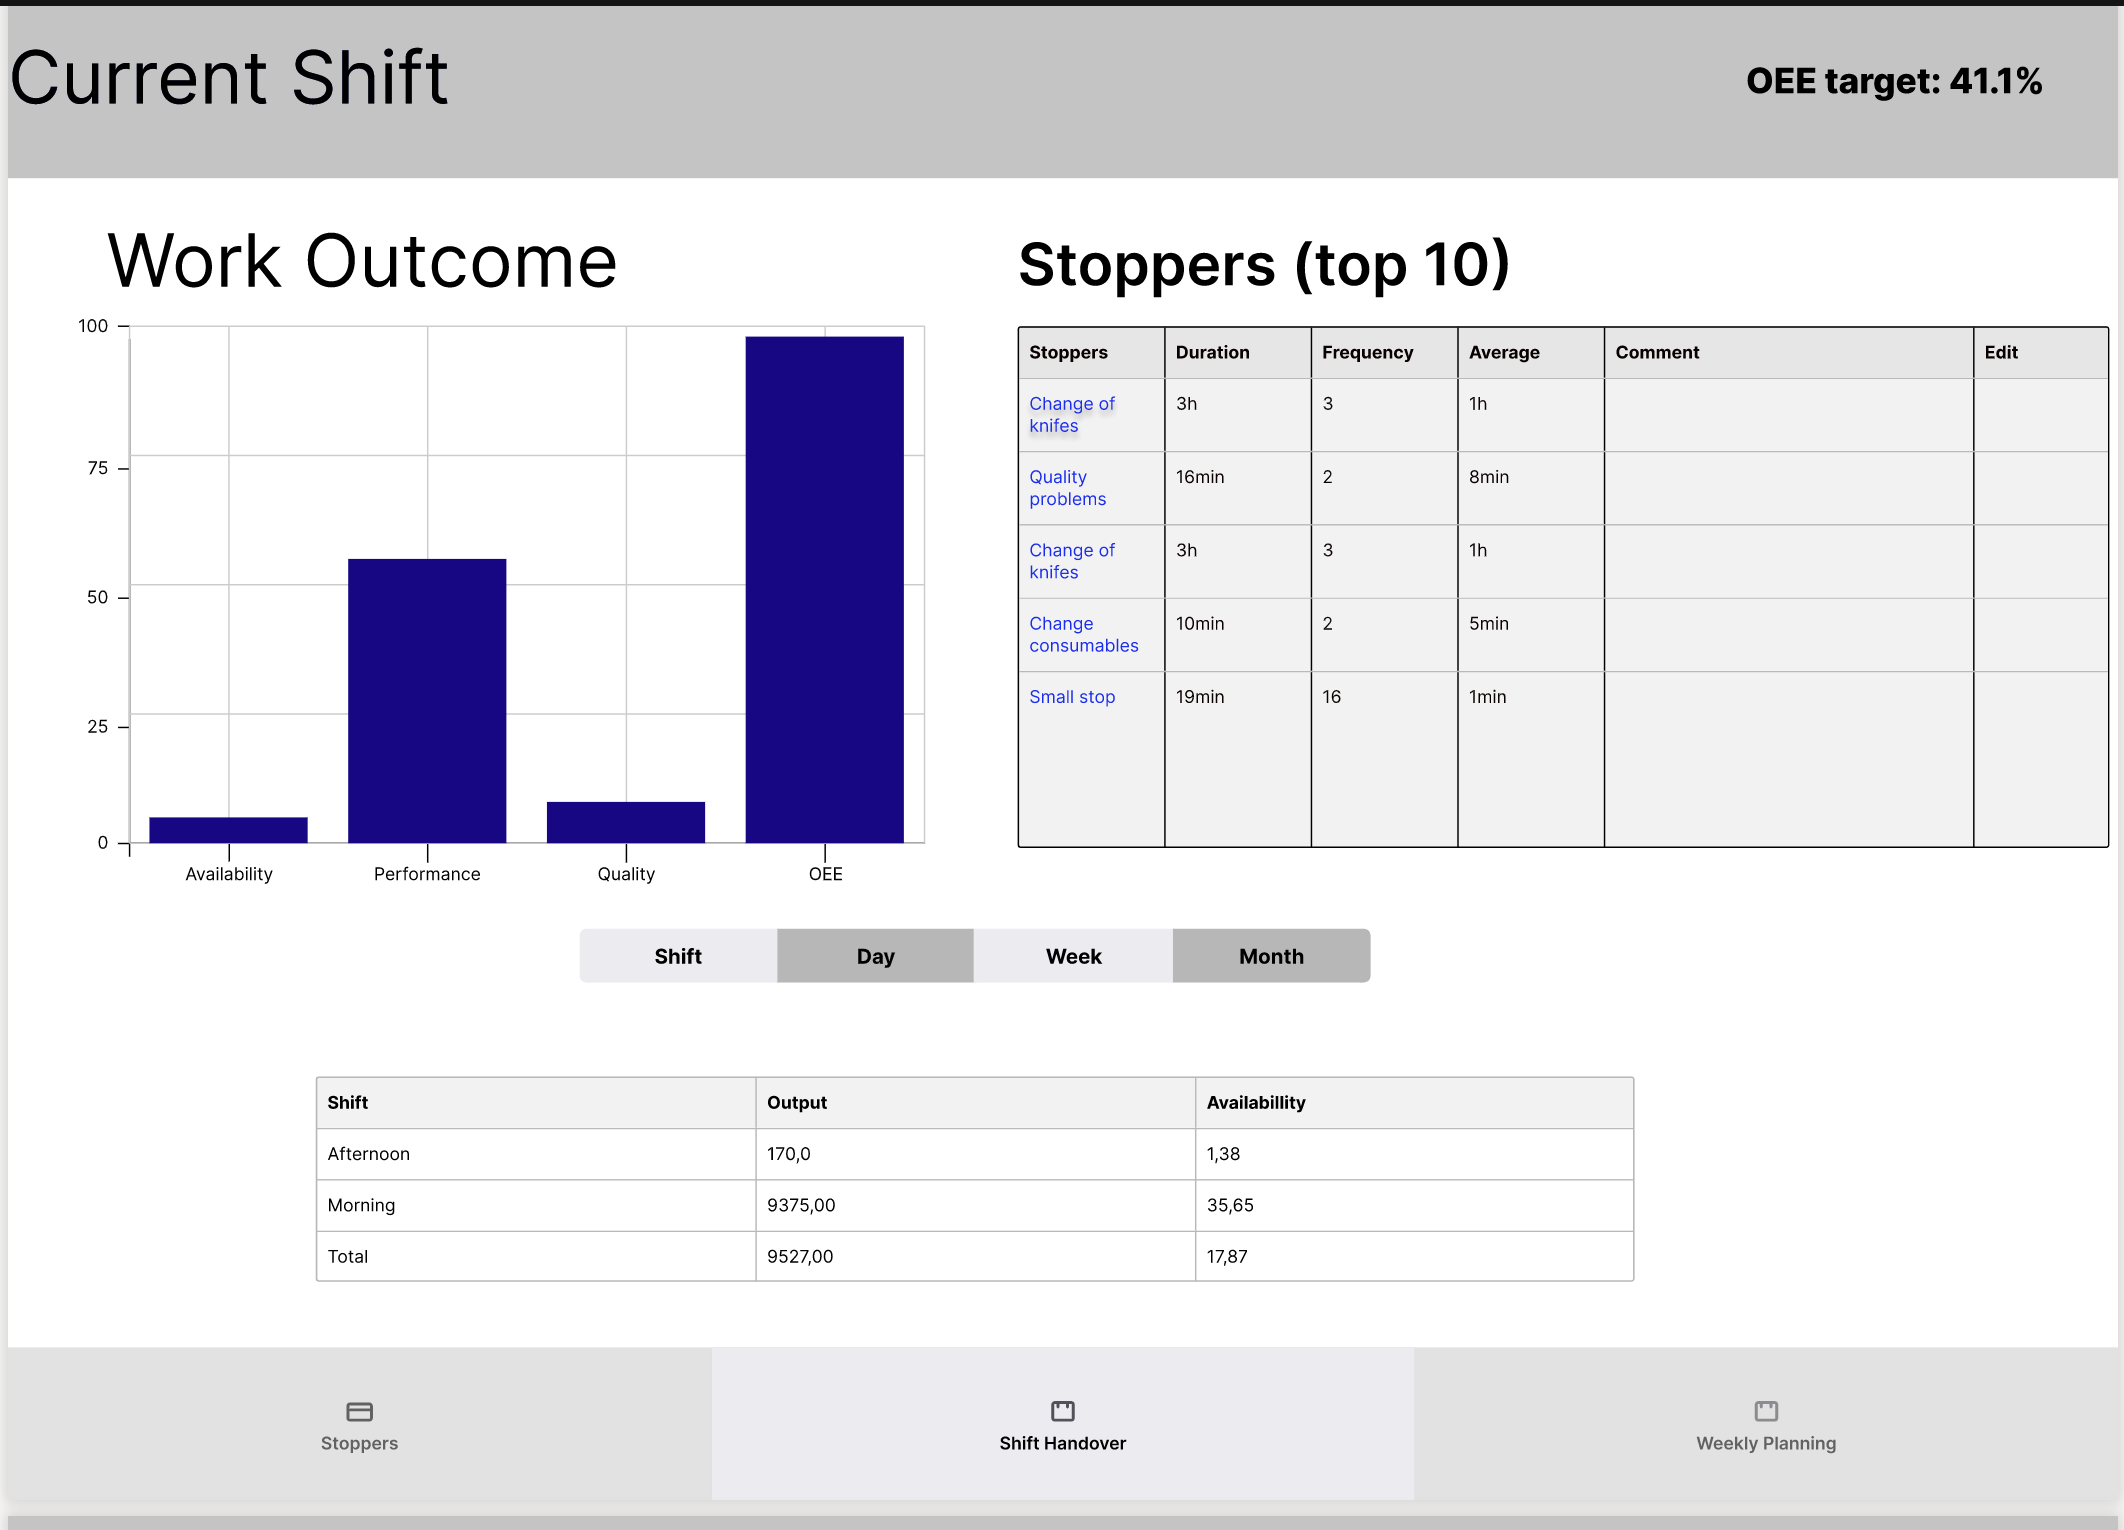 Current Shift
OEE target: 41.1%
Work Outcome
100
75
50
25
0
Availability
Performance
Quality
OEE
Stoppers (top 10)
Stoppers Duration Frequency Average Comment Edit
Change of
knifes
3h 3 1h
Quality
problems
16min 2 8min
Change of
knifes
3h 3 1h
Change
consumables
10min 2 5min
Small stop 19min 16 1min
Shift Day Week Month
Shift Output Availabillity
Afternoon 170,0 1,38
Morning 9375,00 35,65
Total 9527,00 17,87
Stoppers
Shift Handover
Weekly Planning